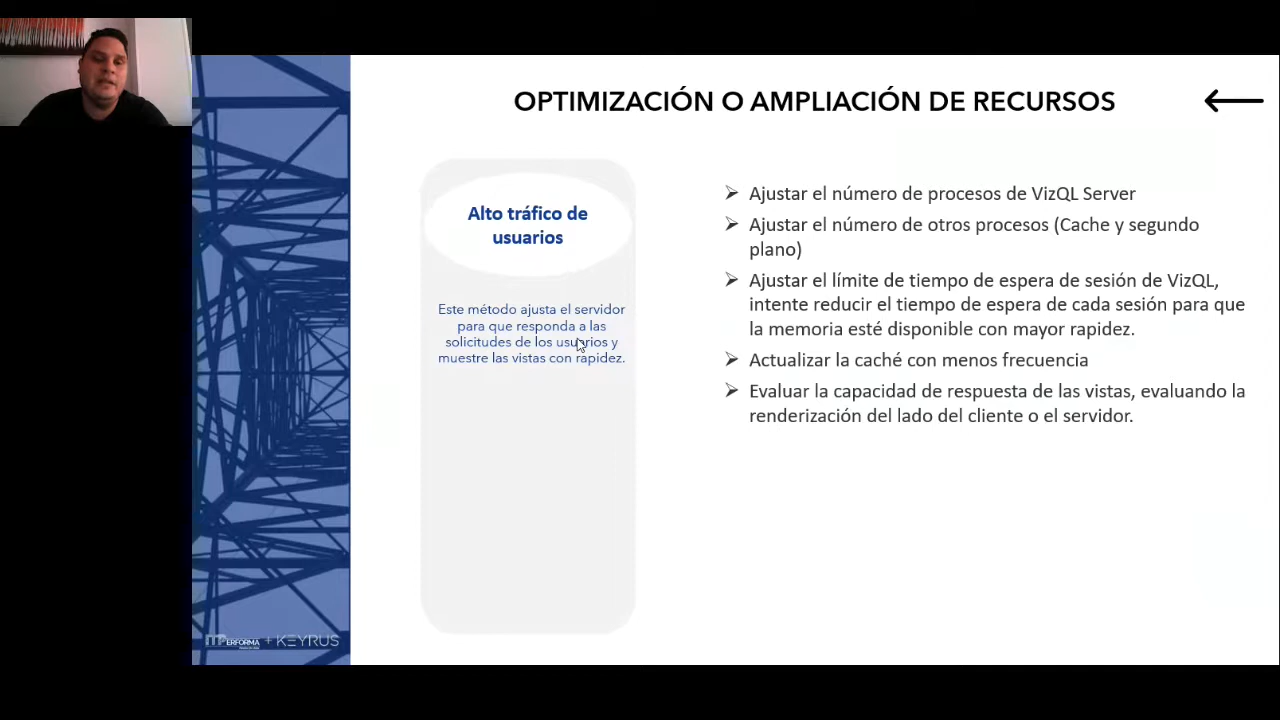 OPTIMIZACIÓN O AMPLIACIÓN DE RECURSOS
Alto tráfico de
usuarios
Este método ajusta el servidor
para que responda a las
solicitudes de los usuarios y
muestre las vistas con rapidez.
Ajustar el número de procesos de VizQL Server
Ajustar el número de otros procesos (Cache y segundo
plano)
Ajustar el límite de tiempo de espera de sesión de VizQL,
intente reducir el tiempo de espera de cada sesión para que
la memoria esté disponible con mayor rapidez.
Actualizar la caché con menos frecuencia
Evaluar la capacidad de respuesta de las vistas, evaluando la
renderización del lado del cliente o el servidor.
+ KEYRUS